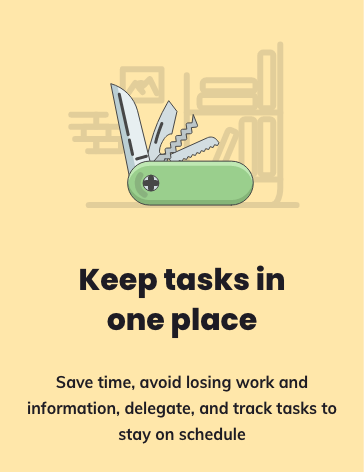 Keep tasks in
one place
Save time, avoid losing work and
information, delegate, and track tasks to
stay on schedule